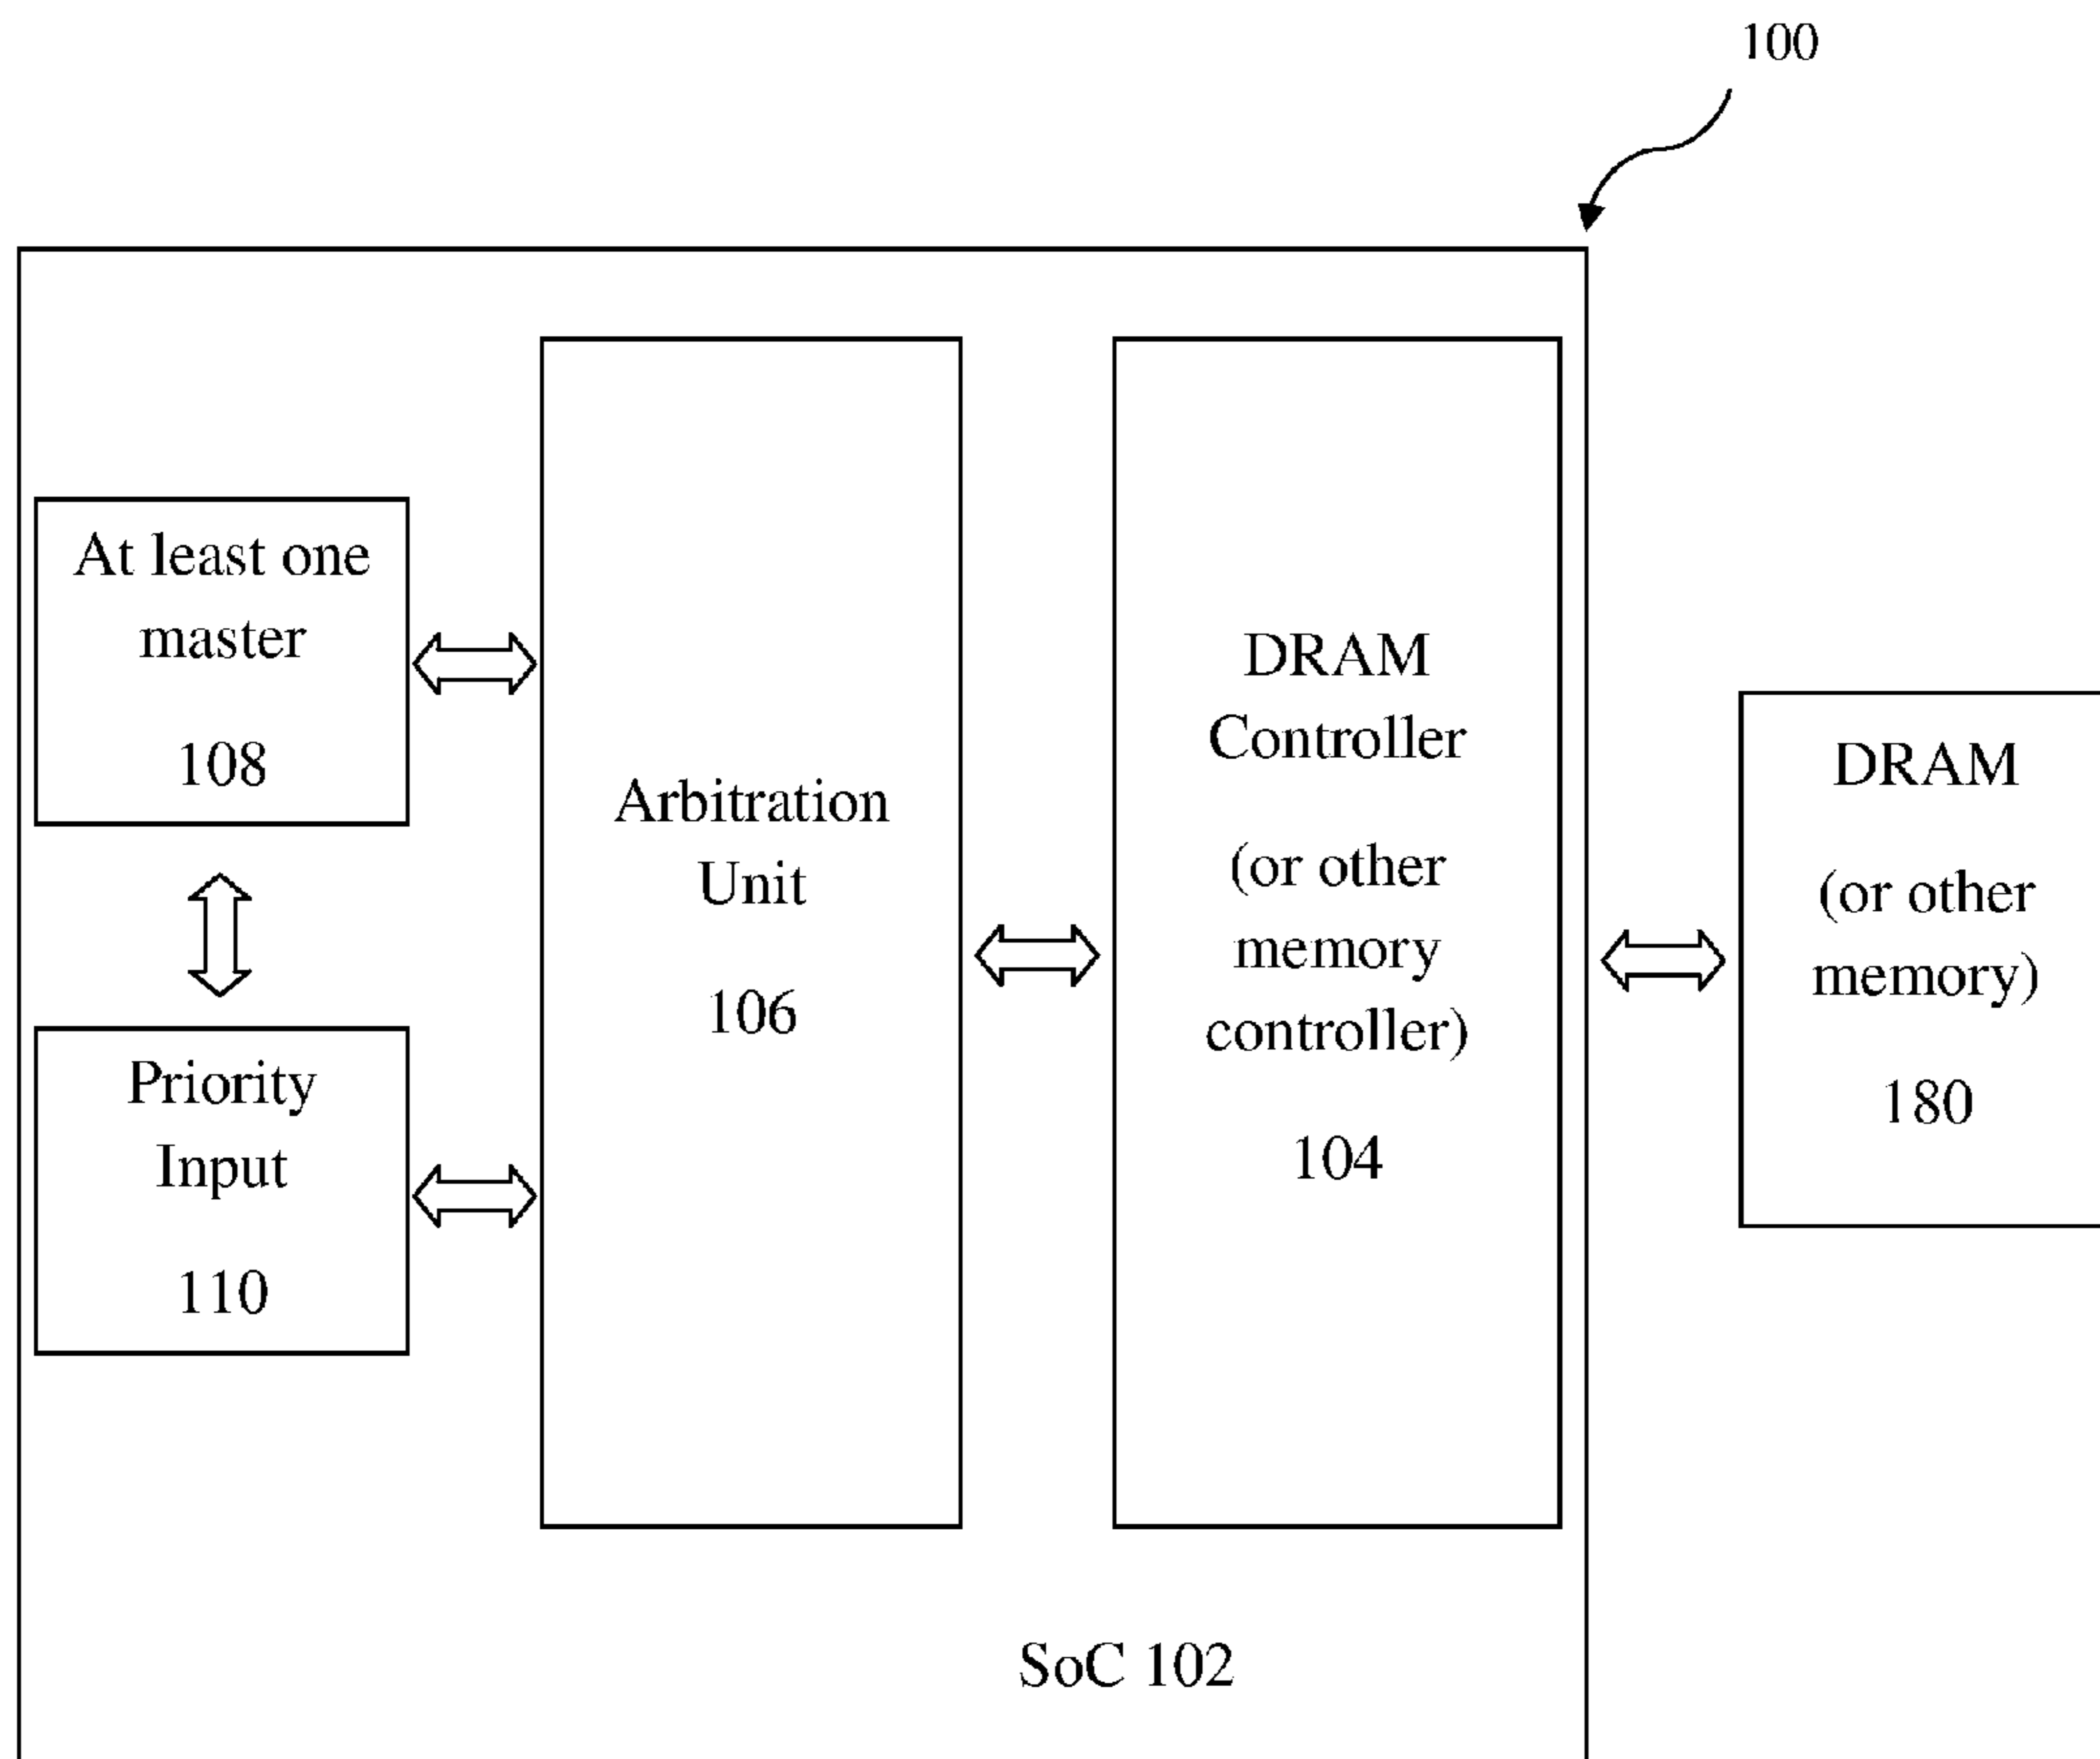 100
At least one
master
108
Priority
Input
110
Arbitration
Unit
106
DRAM
Controller
(or other
memory
controller)
104
DRAM
(or other
memory)
180
SoC 102